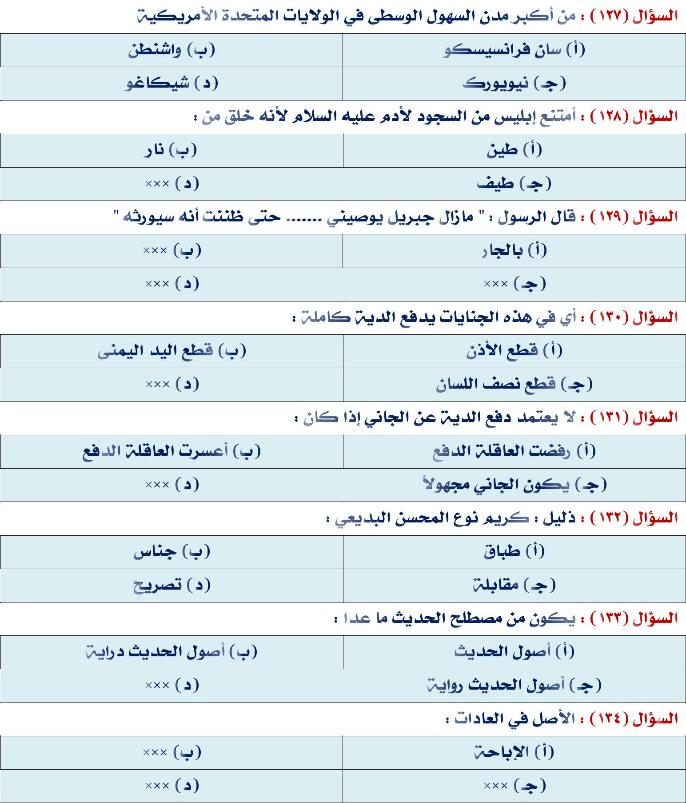 السؤال (١٢٧) : من أكبر مدن السهول الوسطى في الولايات المتحدة الأمريكية
(أ) سان فرانسيسكو (ب) واشنطن
(جـ) نيويورك (د) شيكاغو
السؤال (١٢٨) : أمتنع إبليس من السجود لأدم عليه السلام لأنه خلق من :
(أ) طين (ب) نار
(جـ) طيف (د) ×××
السؤال (١٢٩) : قال الرسول : " مازال جبريل يوصيني ....... حتى ظننت أنه سيورثه "
(أ) بالجار (ب) ×××
(جـ) ××× (د) ×××
السؤال (١٣٠) : أي في هذه الجنايات يدفع الدية كاملة :
(أ) قطع الأذن (ب) قطع اليد اليمنى
(جـ) قطع نصف اللسان (د) ×××
السؤال (١٣١) : لا يعتمد دفع الدية عن الجاني إذا كان :
(أ) رفضت العاقلة الدفع (ب) أعسرت العاقلة الدفع
(جـ) يكون الجاني مجهولاً (د) ×××
السؤال (١٣٢) : ذليل : كريم نوع المحسن البديعي :
(أ) طباق (ب) جناس
(جـ) مقابلة (د) تصريح
السؤال (١٣٣) : يكون من مصطلح الحديث ما عدا :
(أ) أصول الحديث (ب) أصول الحديث دراية
(جـ) أصول الحديث رواية (د) ×××
السؤال (١٣٤) : الأصل في العادات :
(أ) الإباحة (ب) ×××
(جـ) ××× (د) ×××